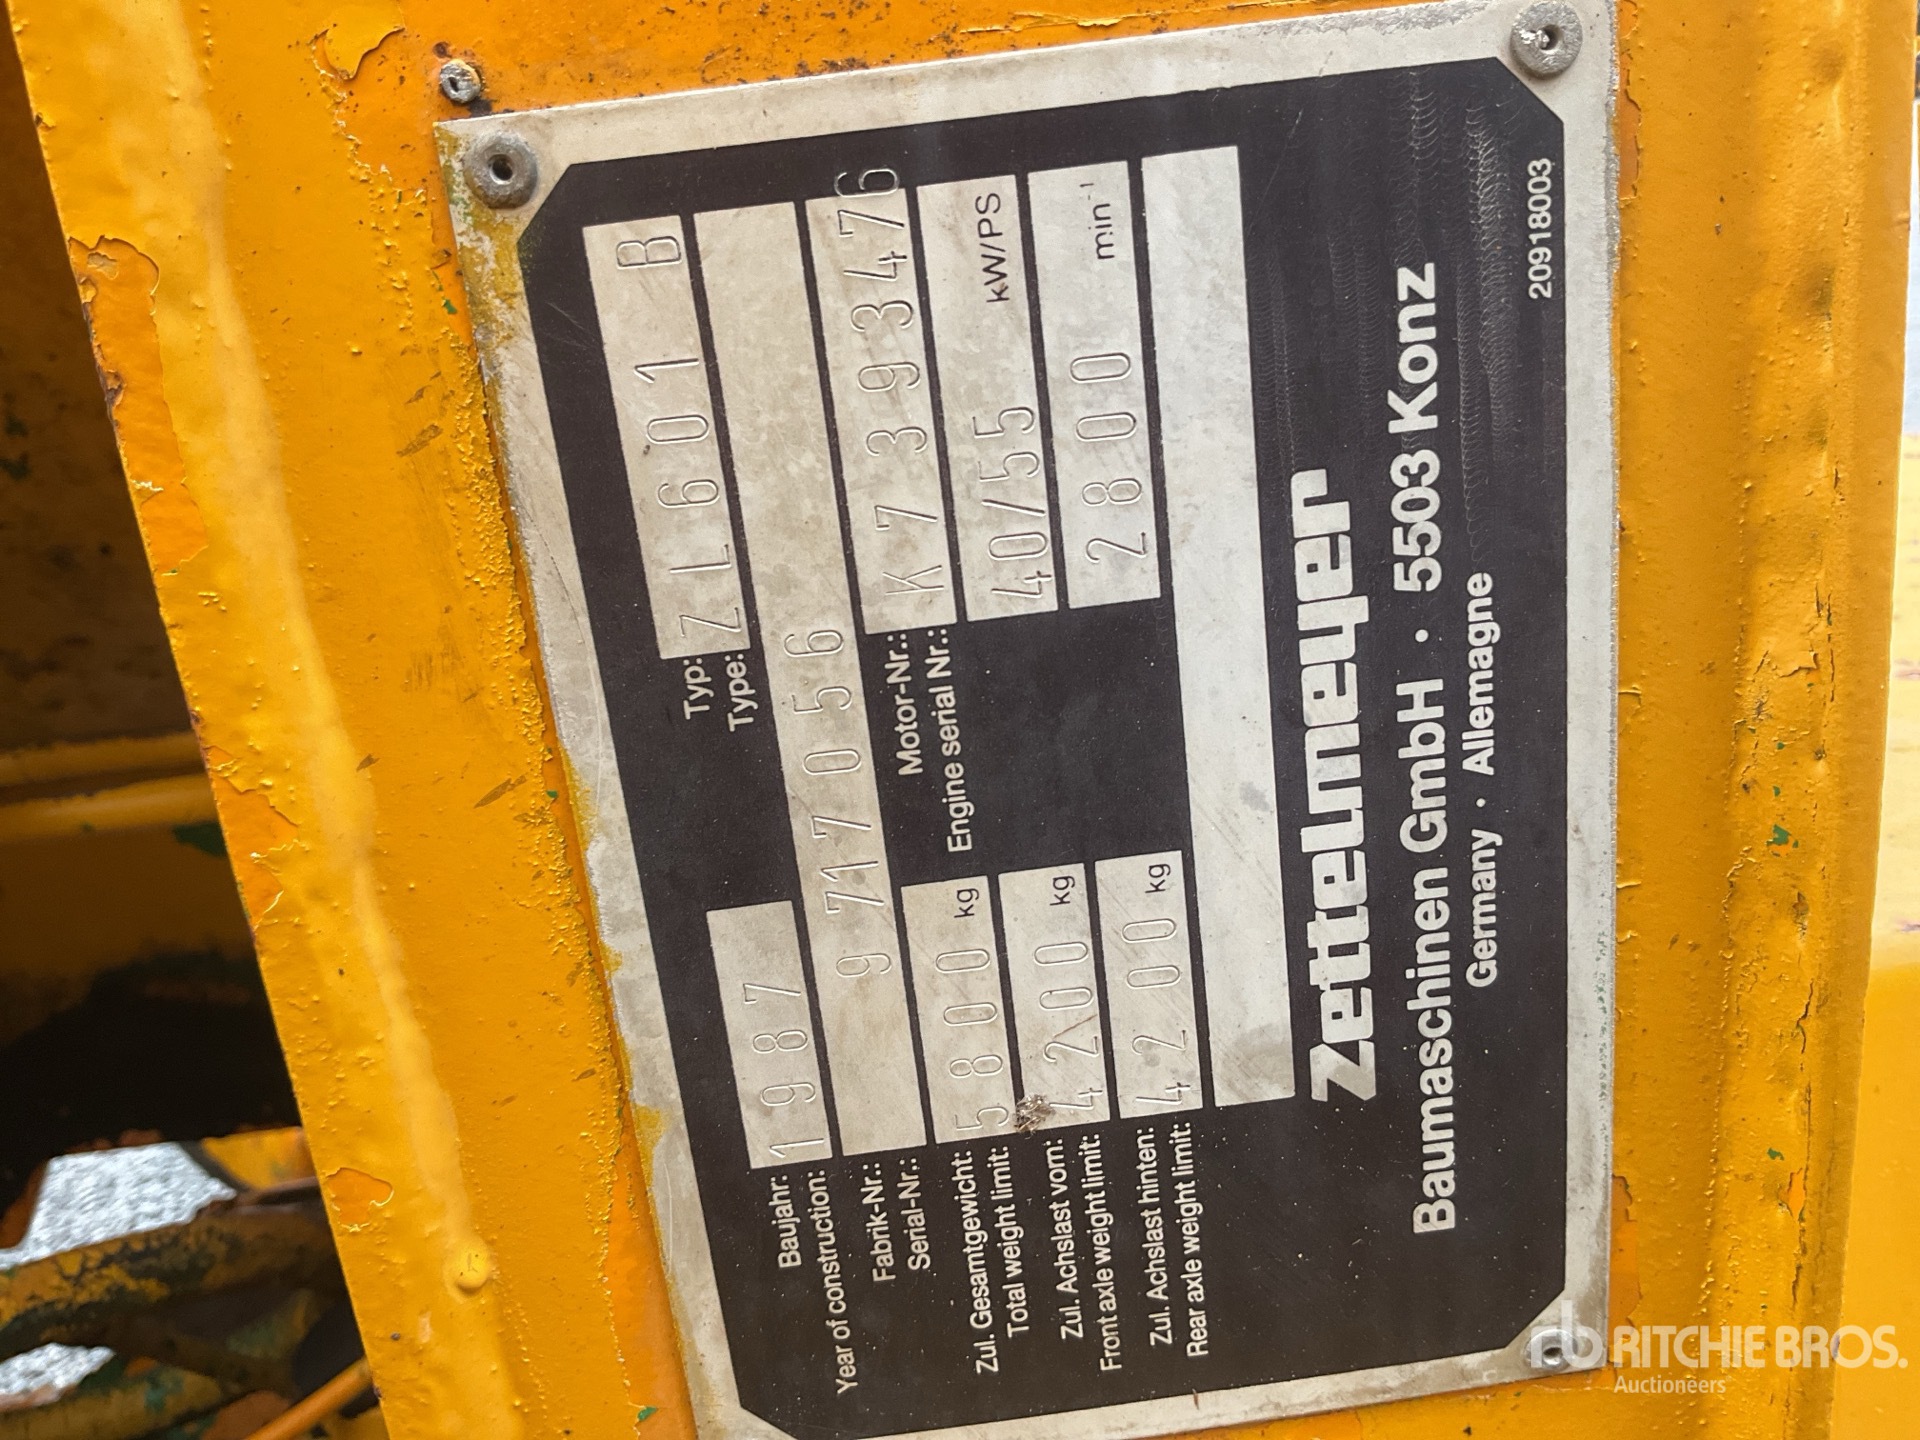 Baujahr: 1987 Typ: ZL601 B
Year of construction: Type:
Fabrik-Nr.: 9717056
Serial-Nr.:
Zul. Gesamtgewicht: 5800 kg Motor-Nr.: K7393476
Total weight limit: Engine serial Nr.:
Zul. Achslast vorn: 4200 kg 40/55 kW/PS
Front axle weight limit:
Zul. Achslast hinten: 4200 kg 2800 min⁻¹
Rear axle weight limit:
Zettelmeyer
Baumaschinen GmbH · 5503 Konz
Germany · Allemagne
20918003
rb RITCHIE BROS.
Auctioneers